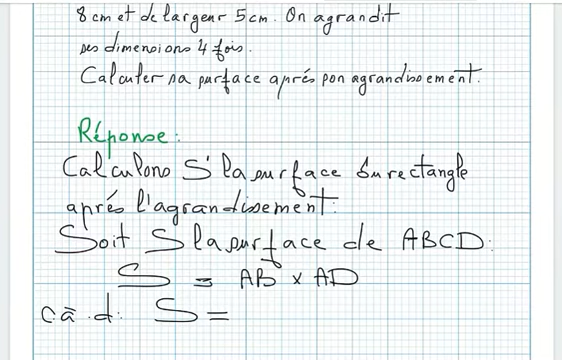 8 cm et de largeur 5 cm. On agrandit
ses dimensions 4 fois.
Calculer sa surface après son agrandissement.
Réponse:
Calculons S' la surface du rectangle
après l'agrandissement.
Soit S la surface de ABCD:
S = AB × AD
c.à.d: S =